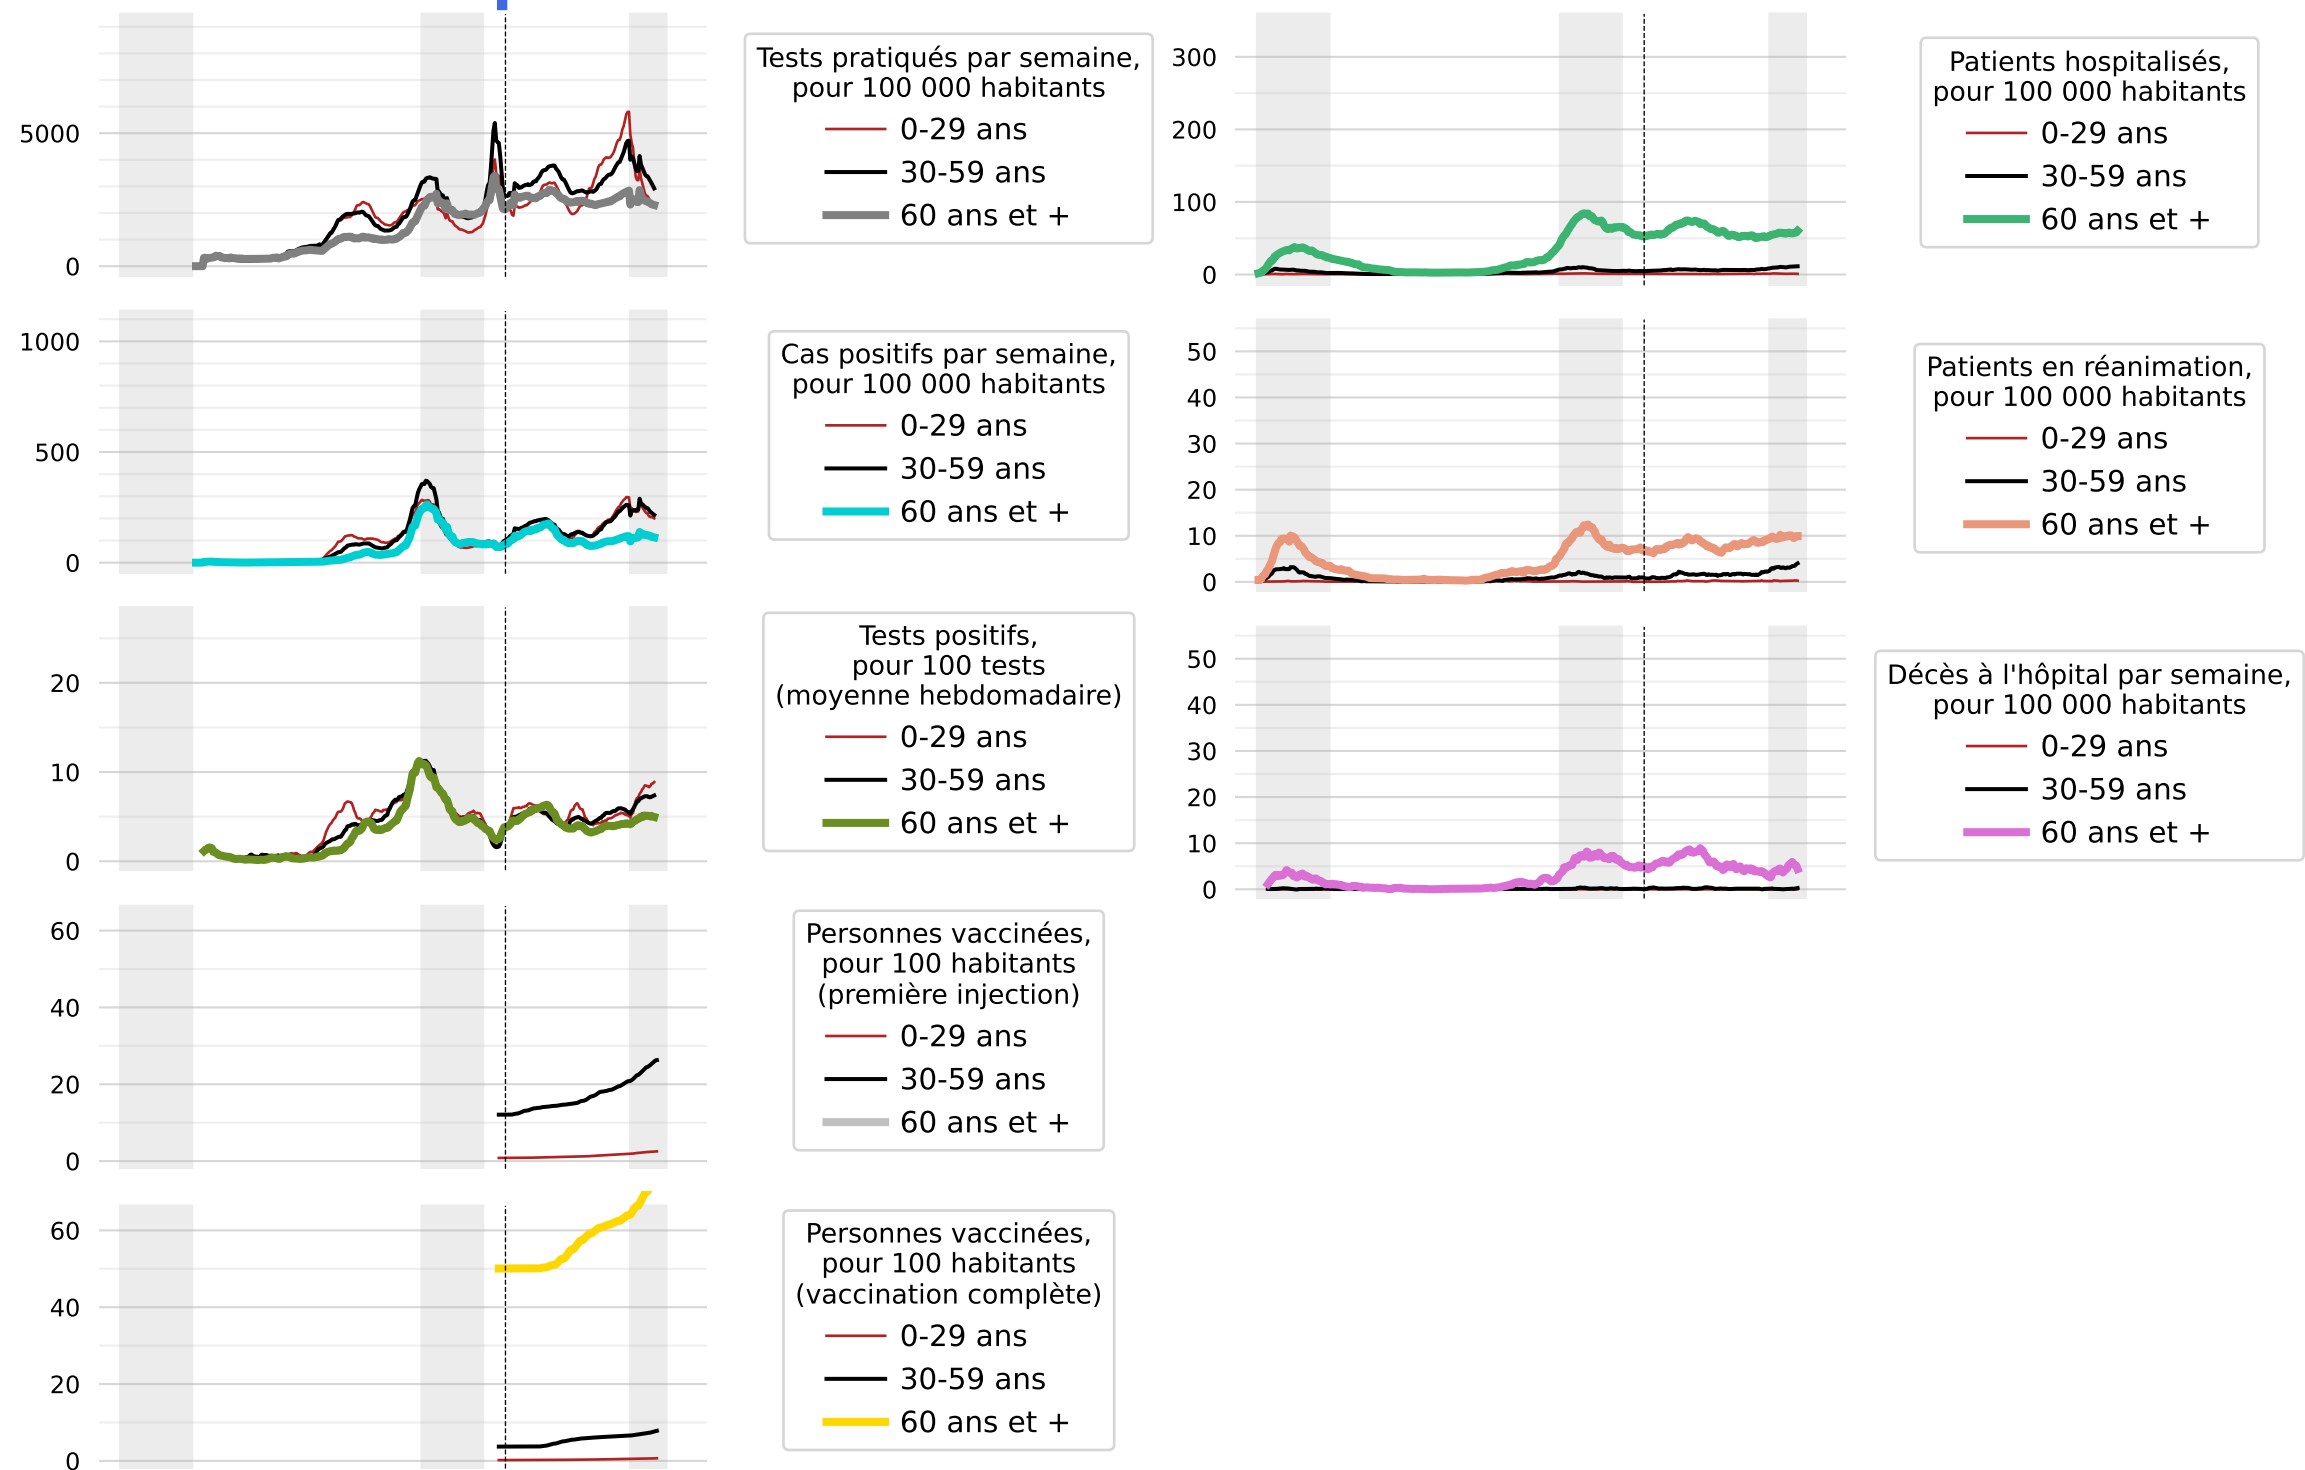 5000
0
Tests pratiqués par semaine,
pour 100 000 habitants
0-29 ans
30-59 ans
60 ans et +
1000
500
0
Cas positifs par semaine,
pour 100 000 habitants
0-29 ans
30-59 ans
60 ans et +
20
10
0
Tests positifs,
pour 100 tests
(moyenne hebdomadaire)
0-29 ans
30-59 ans
60 ans et +
60
40
20
0
Personnes vaccinées,
pour 100 habitants
(première injection)
0-29 ans
30-59 ans
60 ans et +
60
40
20
0
Personnes vaccinées,
pour 100 habitants
(vaccination complète)
0-29 ans
30-59 ans
60 ans et +
300
200
100
0
Patients hospitalisés,
pour 100 000 habitants
0-29 ans
30-59 ans
60 ans et +
50
40
30
20
10
0
Patients en réanimation,
pour 100 000 habitants
0-29 ans
30-59 ans
60 ans et +
50
40
30
20
10
0
Décès à l'hôpital par semaine,
pour 100 000 habitants
0-29 ans
30-59 ans
60 ans et +